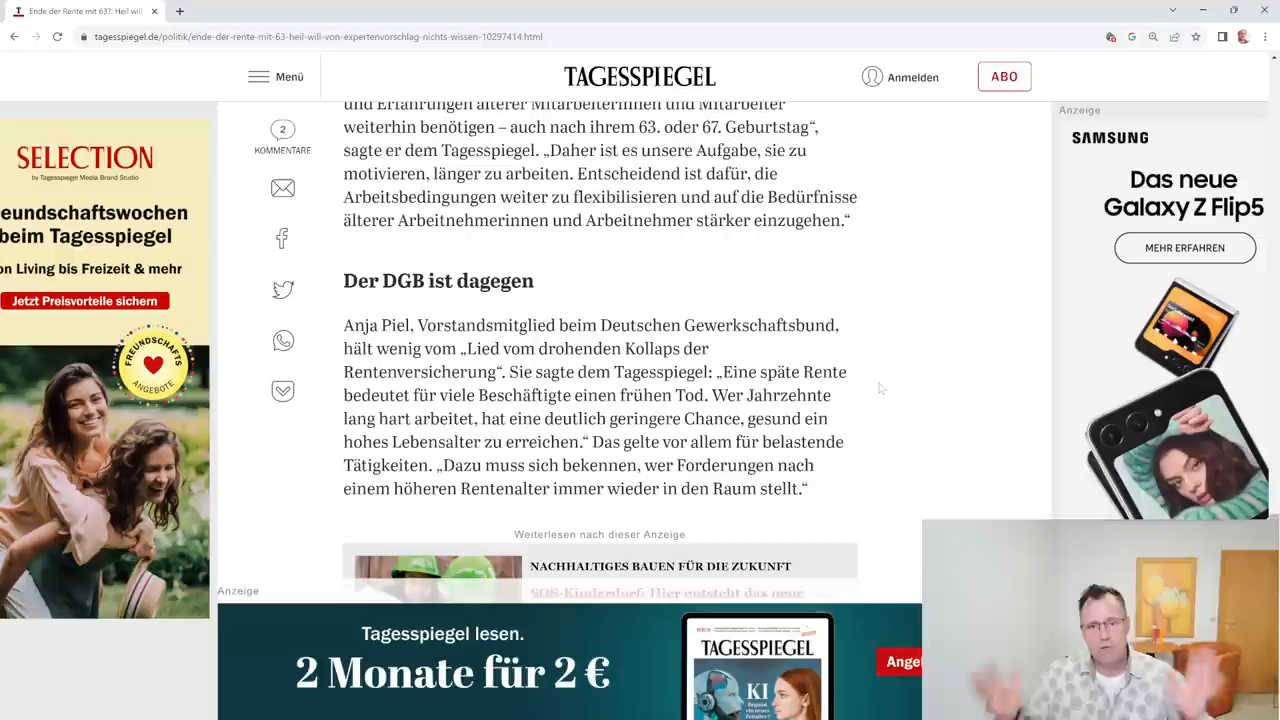 Ende der Rente mit 63?: Heil will
tagesspiegel.de/politik/ende-der-rente-mit-63-heil-will-von-expertenvorschlag-nichts-wissen-10297414.html
Menü
TAGESSPIEGEL
Anmelden
ABO
2
KOMMENTARE
und Erfahrungen älterer Mitarbeiterinnen und Mitarbeiter
weiterhin benötigen – auch nach ihrem 63. oder 67. Geburtstag“,
sagte er dem Tagesspiegel. „Daher ist es unsere Aufgabe, sie zu
motivieren, länger zu arbeiten. Entscheidend ist dafür, die
Arbeitsbedingungen weiter zu flexibilisieren und auf die Bedürfnisse
älterer Arbeitnehmerinnen und Arbeitnehmer stärker einzugehen.“
Der DGB ist dagegen
Anja Piel, Vorstandsmitglied beim Deutschen Gewerkschaftsbund,
hält wenig vom „Lied vom drohenden Kollaps der
Rentenversicherung“. Sie sagte dem Tagesspiegel: „Eine späte Rente
bedeutet für viele Beschäftigte einen frühen Tod. Wer Jahrzehnte
lang hart arbeitet, hat eine deutlich geringere Chance, gesund ein
hohes Lebensalter zu erreichen.“ Das gelte vor allem für belastende
Tätigkeiten. „Dazu muss sich bekennen, wer Forderungen nach
einem höheren Rentenalter immer wieder in den Raum stellt.“
Weiterlesen nach dieser Anzeige
NACHHALTIGES BAUEN FÜR DIE ZUKUNFT
SOS-Kinderdorf: Hier entsteht das neue
SELECTION
by Tagesspiegel Media Brand Studio
eundschaftswochen
beim Tagesspiegel
on Living bis Freizeit & mehr
Jetzt Preisvorteile sichern
FREUNDSCHAFTS
ANGEBOTE
Anzeige
SAMSUNG
Das neue
Galaxy Z Flip5
MEHR ERFAHREN
Anzeige
Tagesspiegel lesen.
2 Monate für 2 €
TAGESSPIEGEL
KI
Ange